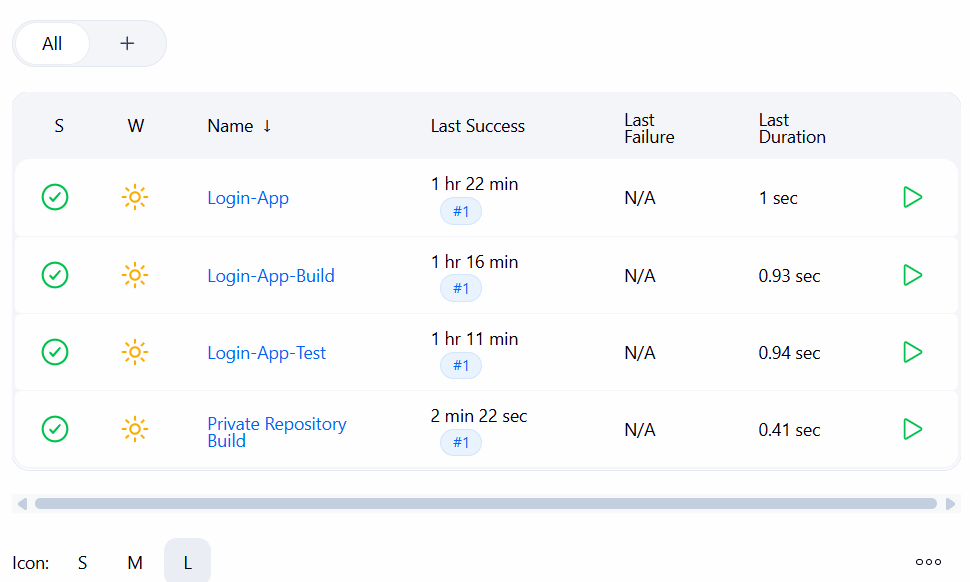 All +
S W Name ↓ Last Success Last Failure Last Duration
Login-App 1 hr 22 min #1 N/A 1 sec
Login-App-Build 1 hr 16 min #1 N/A 0.93 sec
Login-App-Test 1 hr 11 min #1 N/A 0.94 sec
Private Repository Build 2 min 22 sec #1 N/A 0.41 sec
Icon: S M L